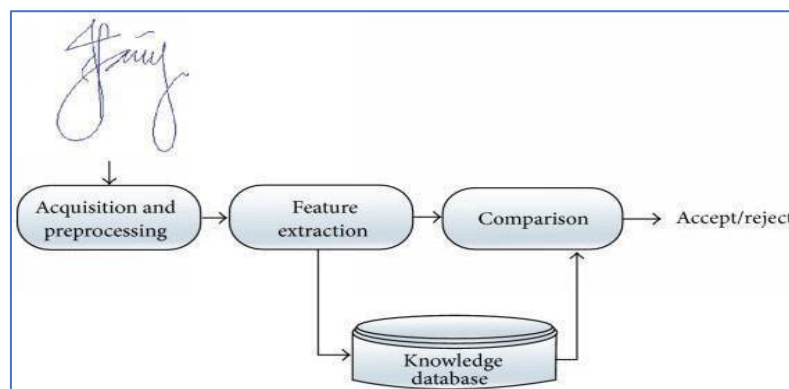 Acquisition and
preprocessing
Feature
extraction
Comparison
Accept/reject
Knowledge
database